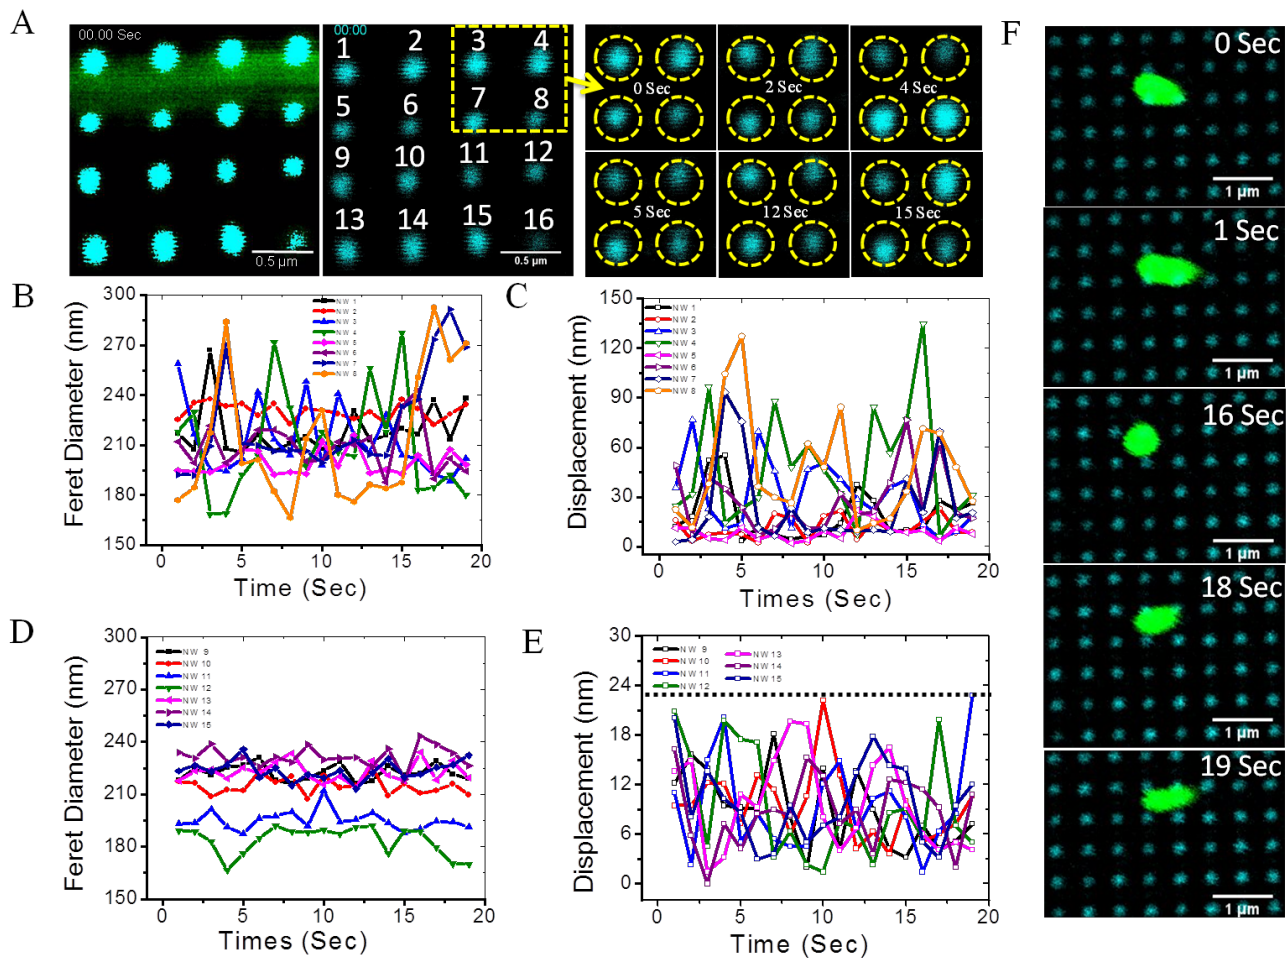 A
00.00 Sec
0.5 µm
00:00
1 2 3 4
5 6 7 8
9 10 11 12
13 14 15 16
0.5 µm
0 Sec 2 Sec 4 Sec
5 Sec 12 Sec 15 Sec
B
Feret Diameter (nm)
300
270
240
210
180
150
0 5 10 15 20
Time (Sec)
NW 1
NW 2
NW 3
NW 4
NW 5
NW 6
NW 7
NW 8
C
Displacement (nm)
150
120
90
60
30
0
0 5 10 15 20
Times (Sec)
NW 1
NW 2
NW 3
NW 4
NW 5
NW 6
NW 7
NW 8
D
Feret Diameter (nm)
300
270
240
210
180
150
0 5 10 15 20
Times (Sec)
NW 9
NW 10
NW 11
NW 12
NW 13
NW 14
NW 15
E
Displacement (nm)
30
24
18
12
6
0
0 5 10 15 20
Time (Sec)
NW 9 NW 13
NW 10 NW 14
NW 11 NW 15
NW 12
F
0 Sec
1 µm
1 Sec
1 µm
16 Sec
1 µm
18 Sec
1 µm
19 Sec
1 µm